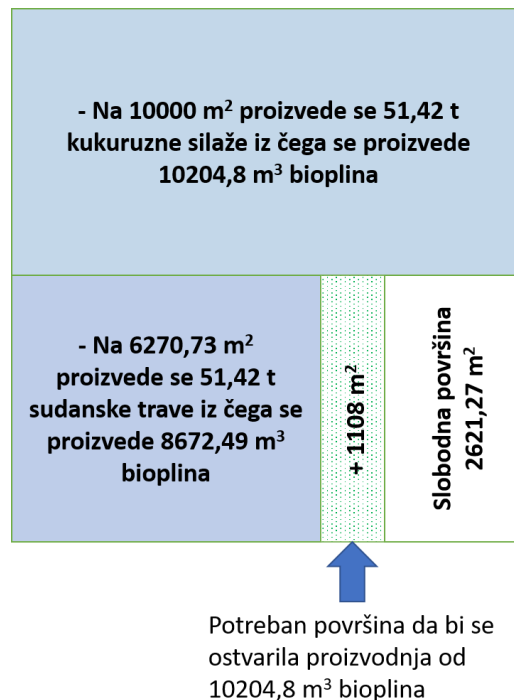 - Na 10000 m² proizvede se 51,42 t
kukuruzne silaže iz čega se proizvede
10204,8 m³ bioplina
- Na 6270,73 m²
proizvede se 51,42 t
sudanske trave iz čega se
proizvede 8672,49 m³
bioplina
+ 1108 m²
Slobodna površina
2621,27 m²
Potreban površina da bi se
ostvarila proizvodnja od
10204,8 m³ bioplina